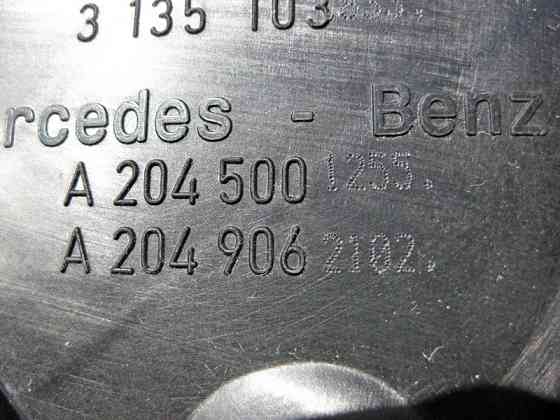 3 135 103
rcedes - Benz
A 204 500 1255.
A 204 906 2102.